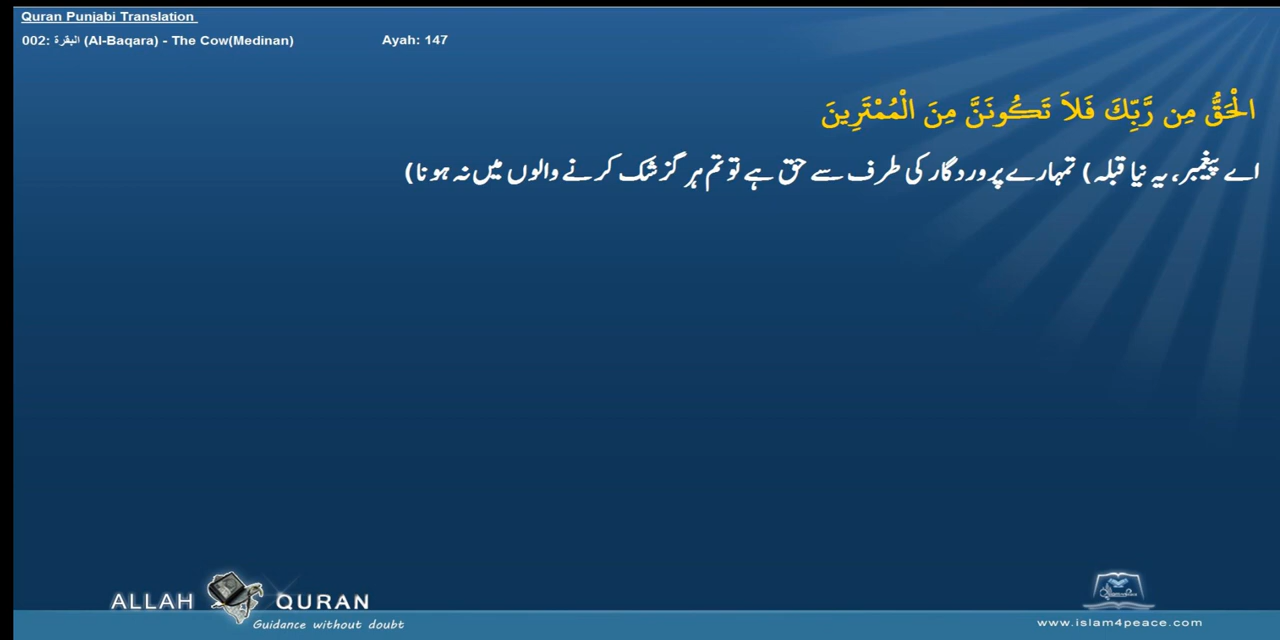 Quran Punjabi Translation
002: البقرة (Al-Baqara) - The Cow(Medinan) Ayah: 147
الْحَقُّ مِن رَّبِّكَ فَلاَ تَكُونَنَّ مِنَ الْمُمْتَرِينَ
اے پیغمبر، یہ نیا قبلہ) تمہارے پروردگار کی طرف سے حق ہے تو تم ہرگز شک کرنے والوں میں نہ ہونا)
ALLAH QURAN
Guidance without doubt
www.islam4peace.com